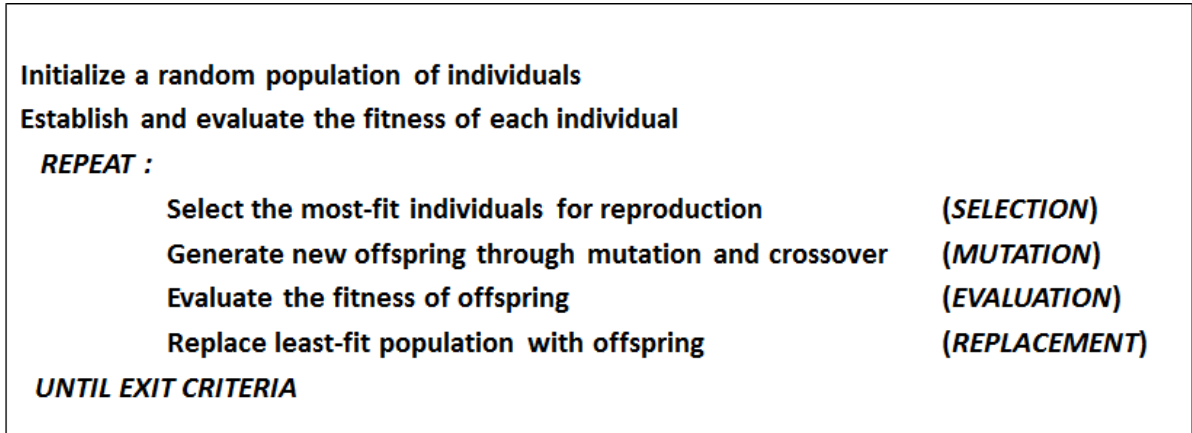 Initialize a random population of individuals
Establish and evaluate the fitness of each individual
REPEAT :
Select the most-fit individuals for reproduction (SELECTION)
Generate new offspring through mutation and crossover (MUTATION)
Evaluate the fitness of offspring (EVALUATION)
Replace least-fit population with offspring (REPLACEMENT)
UNTIL EXIT CRITERIA